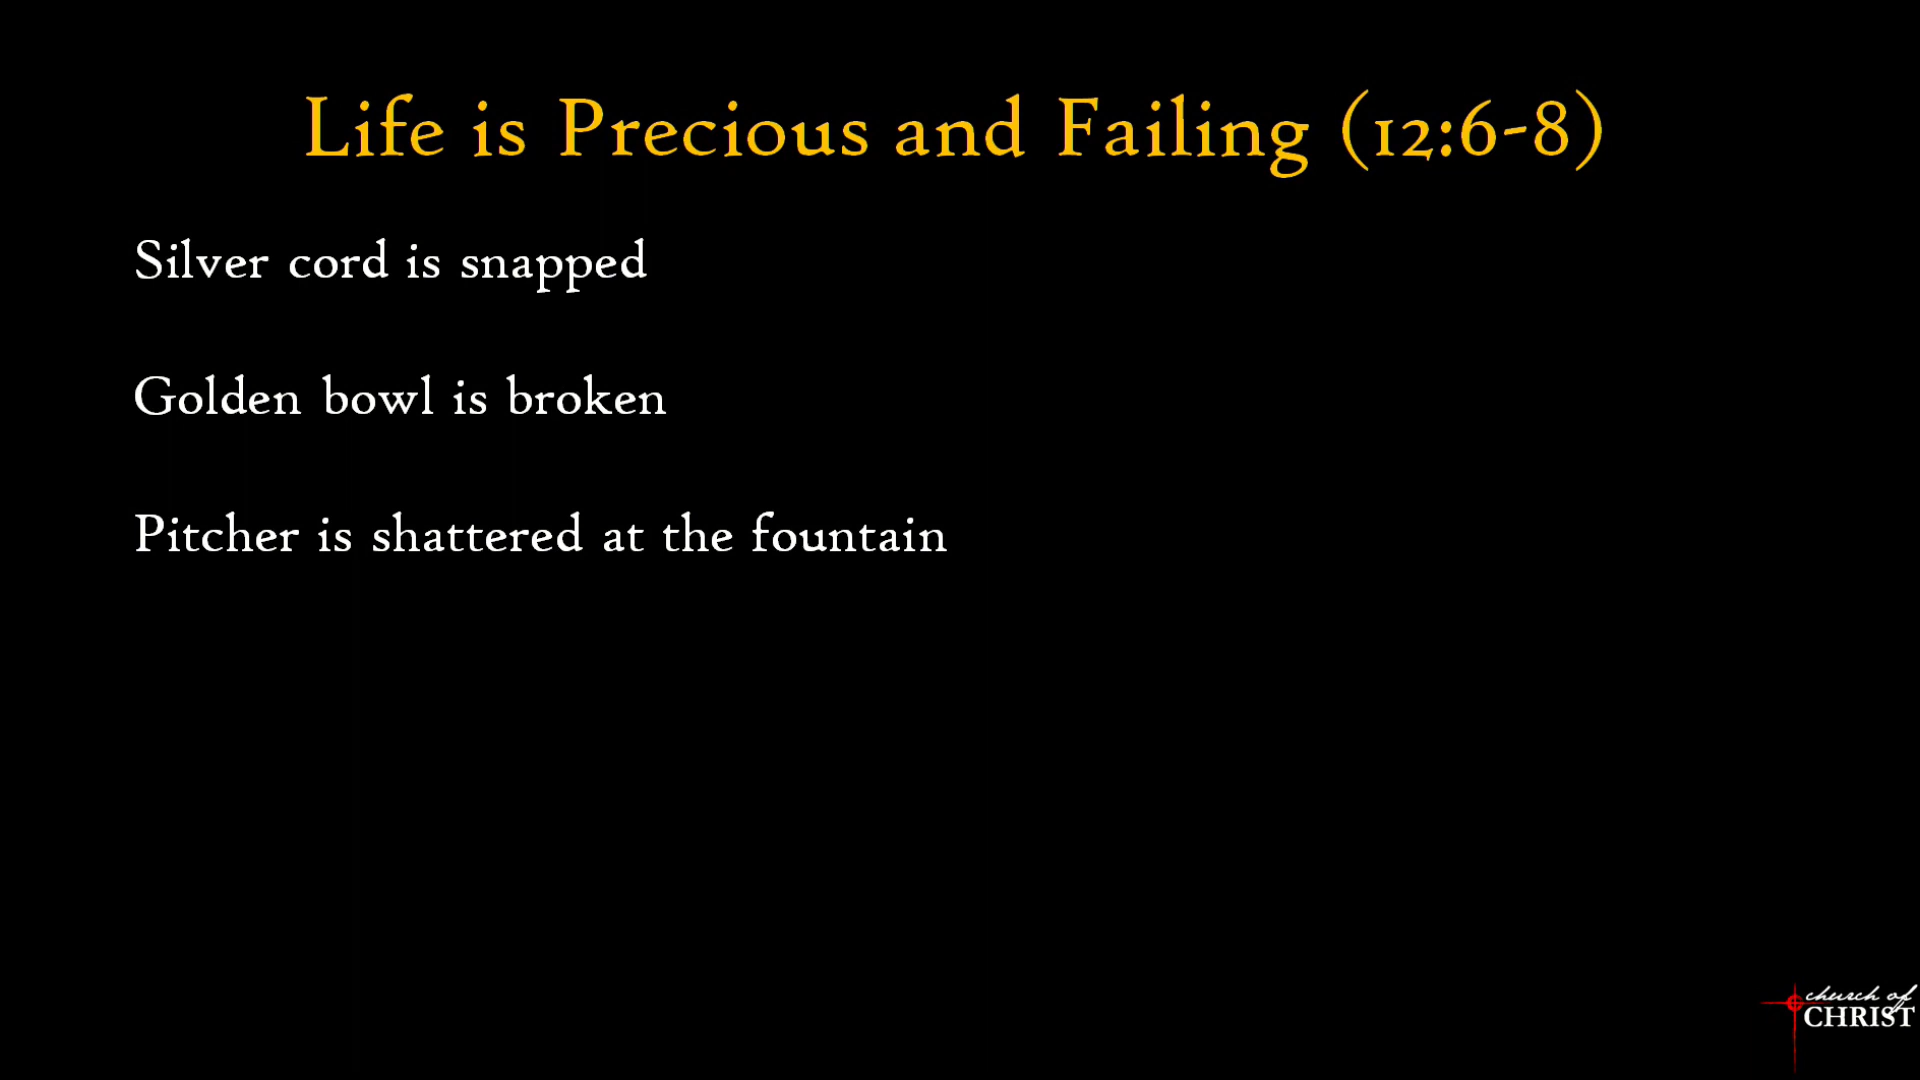 Life is Precious and Failing (12:6-8)
Silver cord is snapped
Golden bowl is broken
Pitcher is shattered at the fountain
church of
CHRIST